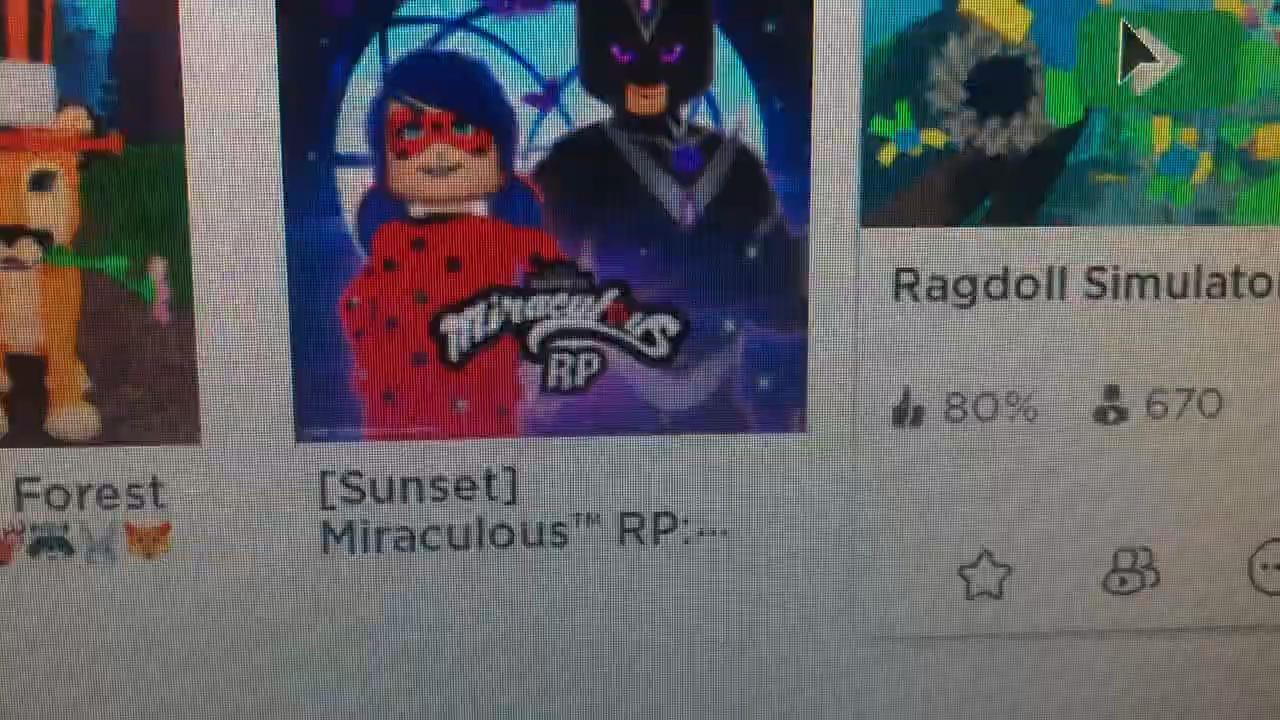 Miraculous
RP
Forest
[Sunset]
Miraculous™ RP:...
Ragdoll Simulato
80% 670